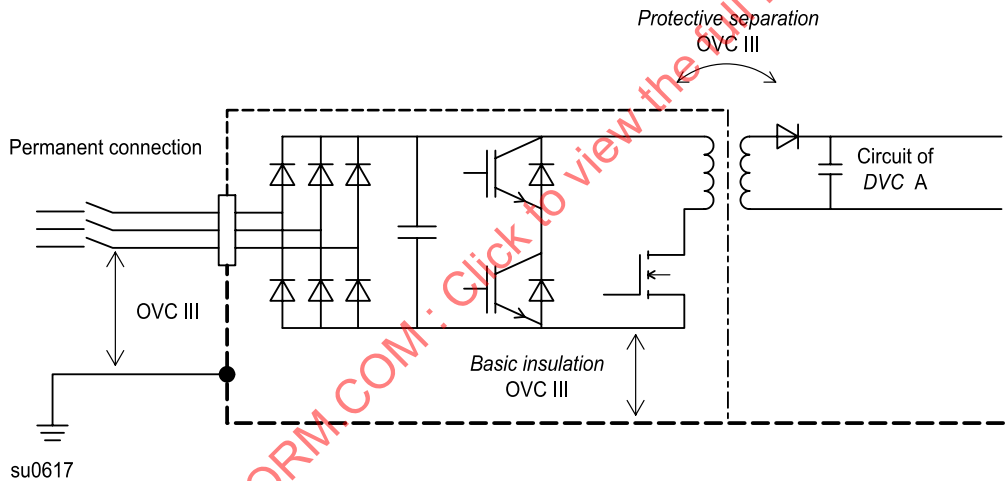 Protective separation
OVC III
Permanent connection
Circuit of
DVC A
OVC III
Basic insulation
OVC III
su0617
ORM.COM : Click to view the full